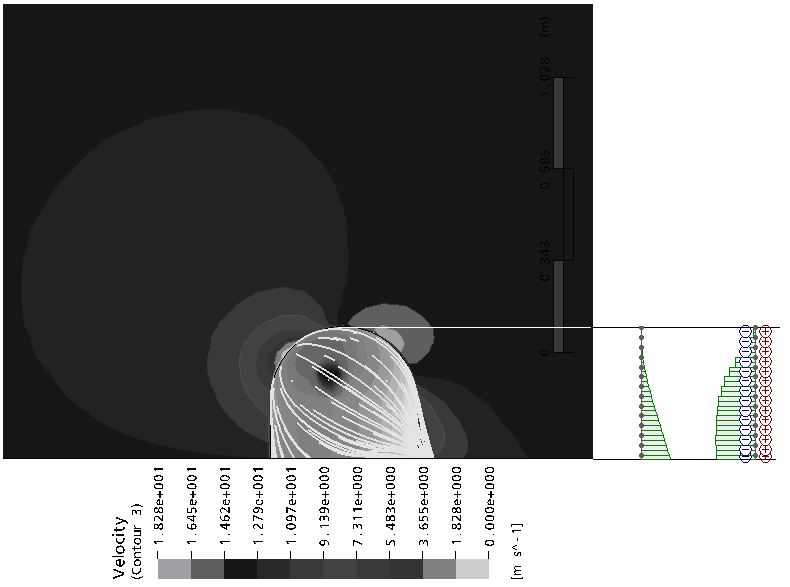 Velocity
(Contour 3)
1.828e+001
1.645e+001
1.462e+001
1.279e+001
1.097e+001
9.139e+000
7.311e+000
5.483e+000
3.655e+000
1.828e+000
0.000e+000
[m s^-1]
0
0.343
0.685
1.028
(m)